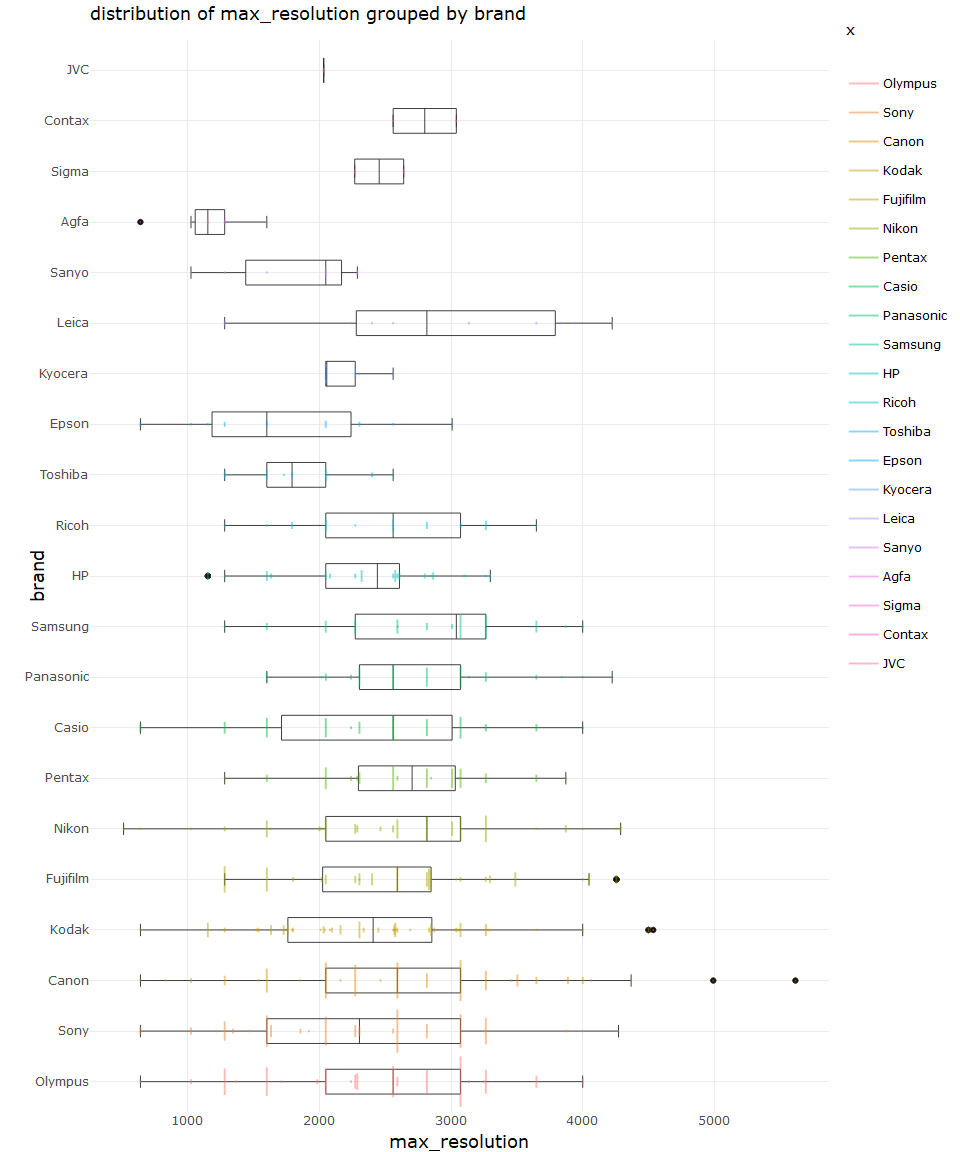 distribution of max_resolution grouped by brand
x
JVC
Contax
Sigma
Agfa
Sanyo
Leica
Kyocera
Epson
Toshiba
Ricoh
HP
Samsung
Panasonic
Casio
Pentax
Nikon
Fujifilm
Kodak
Canon
Sony
Olympus
brand
1000 2000 3000 4000 5000
max_resolution
Olympus
Sony
Canon
Kodak
Fujifilm
Nikon
Pentax
Casio
Panasonic
Samsung
HP
Ricoh
Toshiba
Epson
Kyocera
Leica
Sanyo
Agfa
Sigma
Contax
JVC